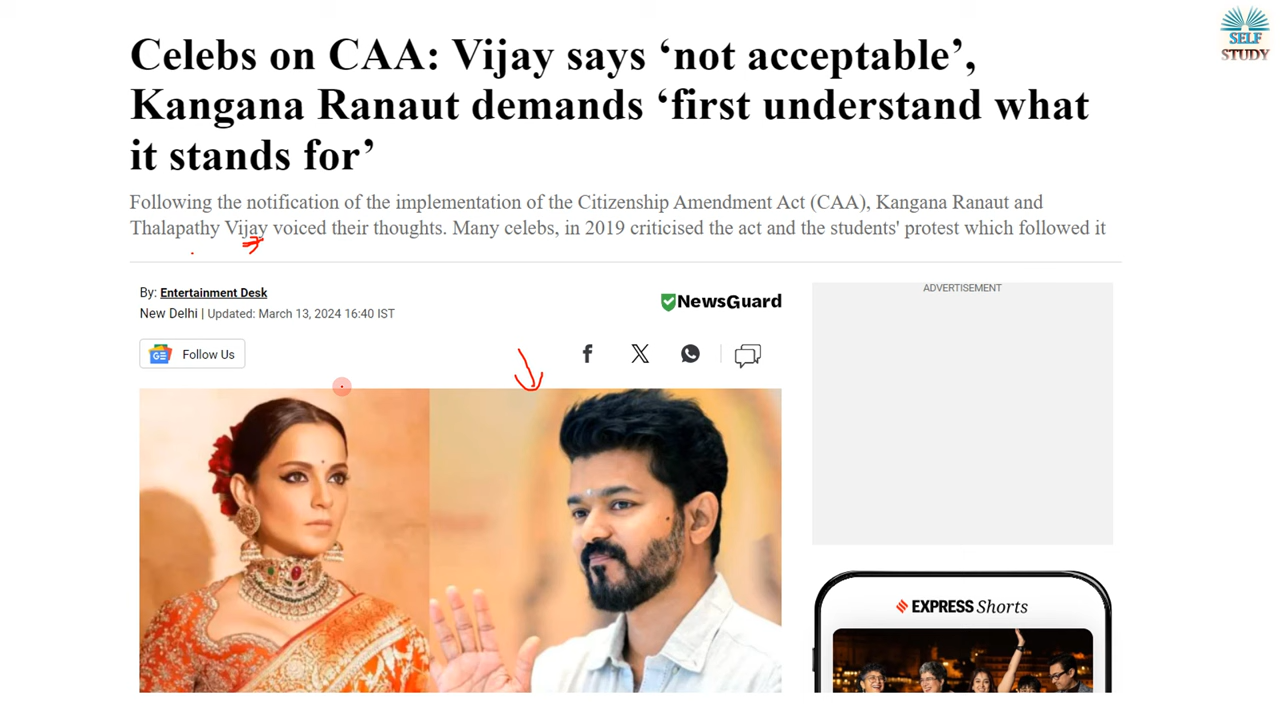 SELF
STUDY
Celebs on CAA: Vijay says ‘not acceptable’,
Kangana Ranaut demands ‘first understand what
it stands for’
Following the notification of the implementation of the Citizenship Amendment Act (CAA), Kangana Ranaut and
Thalapathy Vijay voiced their thoughts. Many celebs, in 2019 criticised the act and the students' protest which followed it
By: Entertainment Desk
New Delhi | Updated: March 13, 2024 16:40 IST
NewsGuard
GE Follow Us
ADVERTISEMENT
EXPRESS Shorts